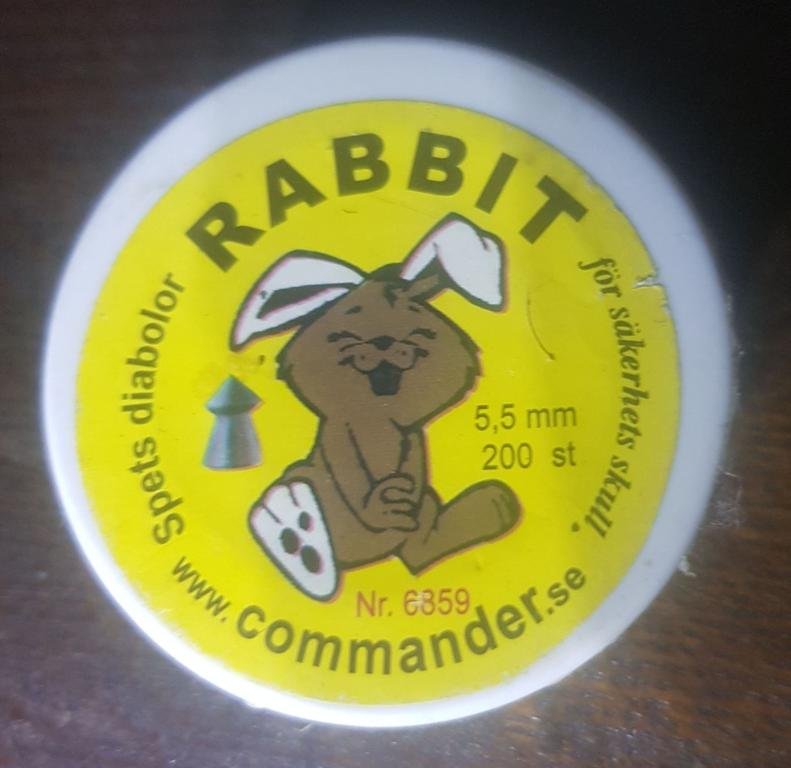 RABBIT
för säkerhets skull.
Spets diabolor
5,5 mm
200 st
Nr. 6859
www.commander.se